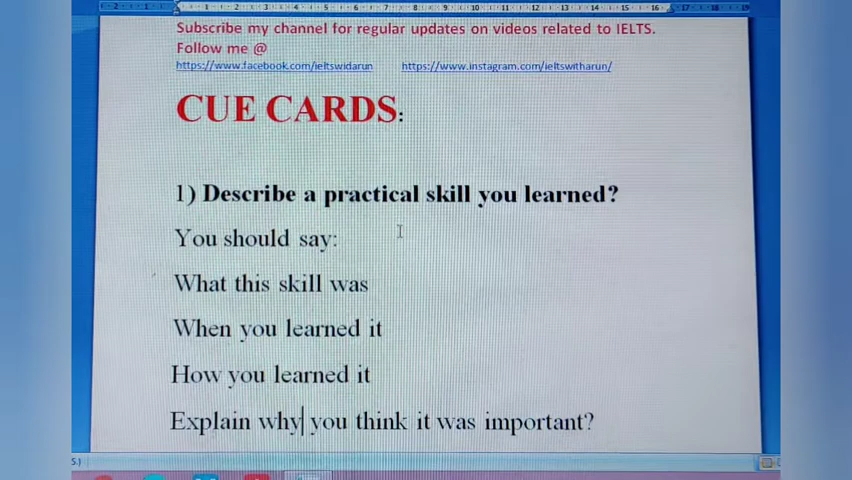 Subscribe my channel for regular updates on videos related to IELTS.
Follow me @
https://www.facebook.com/ieltswidarun https://www.instagram.com/ieltswitharun/
CUE CARDS:
1) Describe a practical skill you learned?
You should say:
What this skill was
When you learned it
How you learned it
Explain why you think it was important?